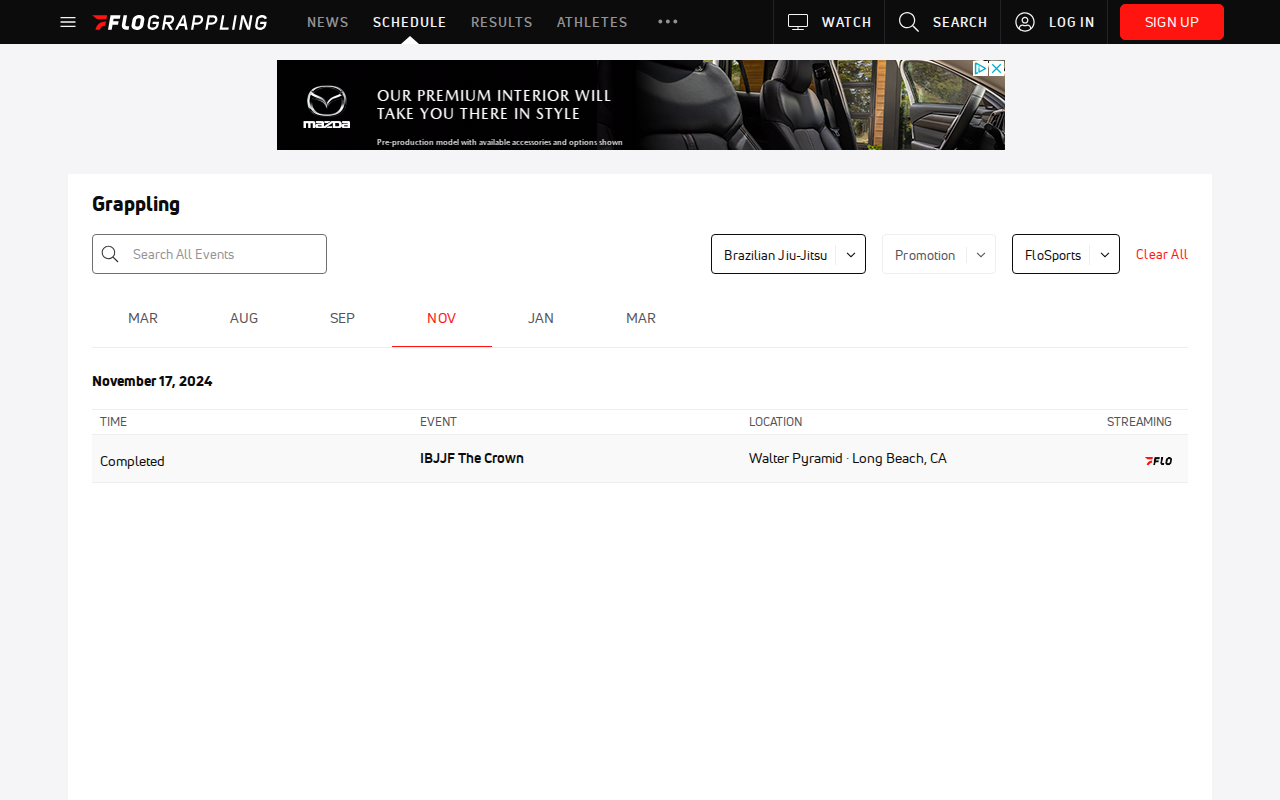 FLOGRAPPLING
NEWS
SCHEDULE
RESULTS
ATHLETES
WATCH
SEARCH
LOG IN
SIGN UP
mazda
OUR PREMIUM INTERIOR WILL
TAKE YOU THERE IN STYLE
Pre-production model with available accessories and options shown
Grappling
Search All Events
Brazilian Jiu-Jitsu
Promotion
FloSports
Clear All
MAR
AUG
SEP
NOV
JAN
MAR
November 17, 2024
TIME
EVENT
LOCATION
STREAMING
Completed
IBJJF The Crown
Walter Pyramid · Long Beach, CA
FLO